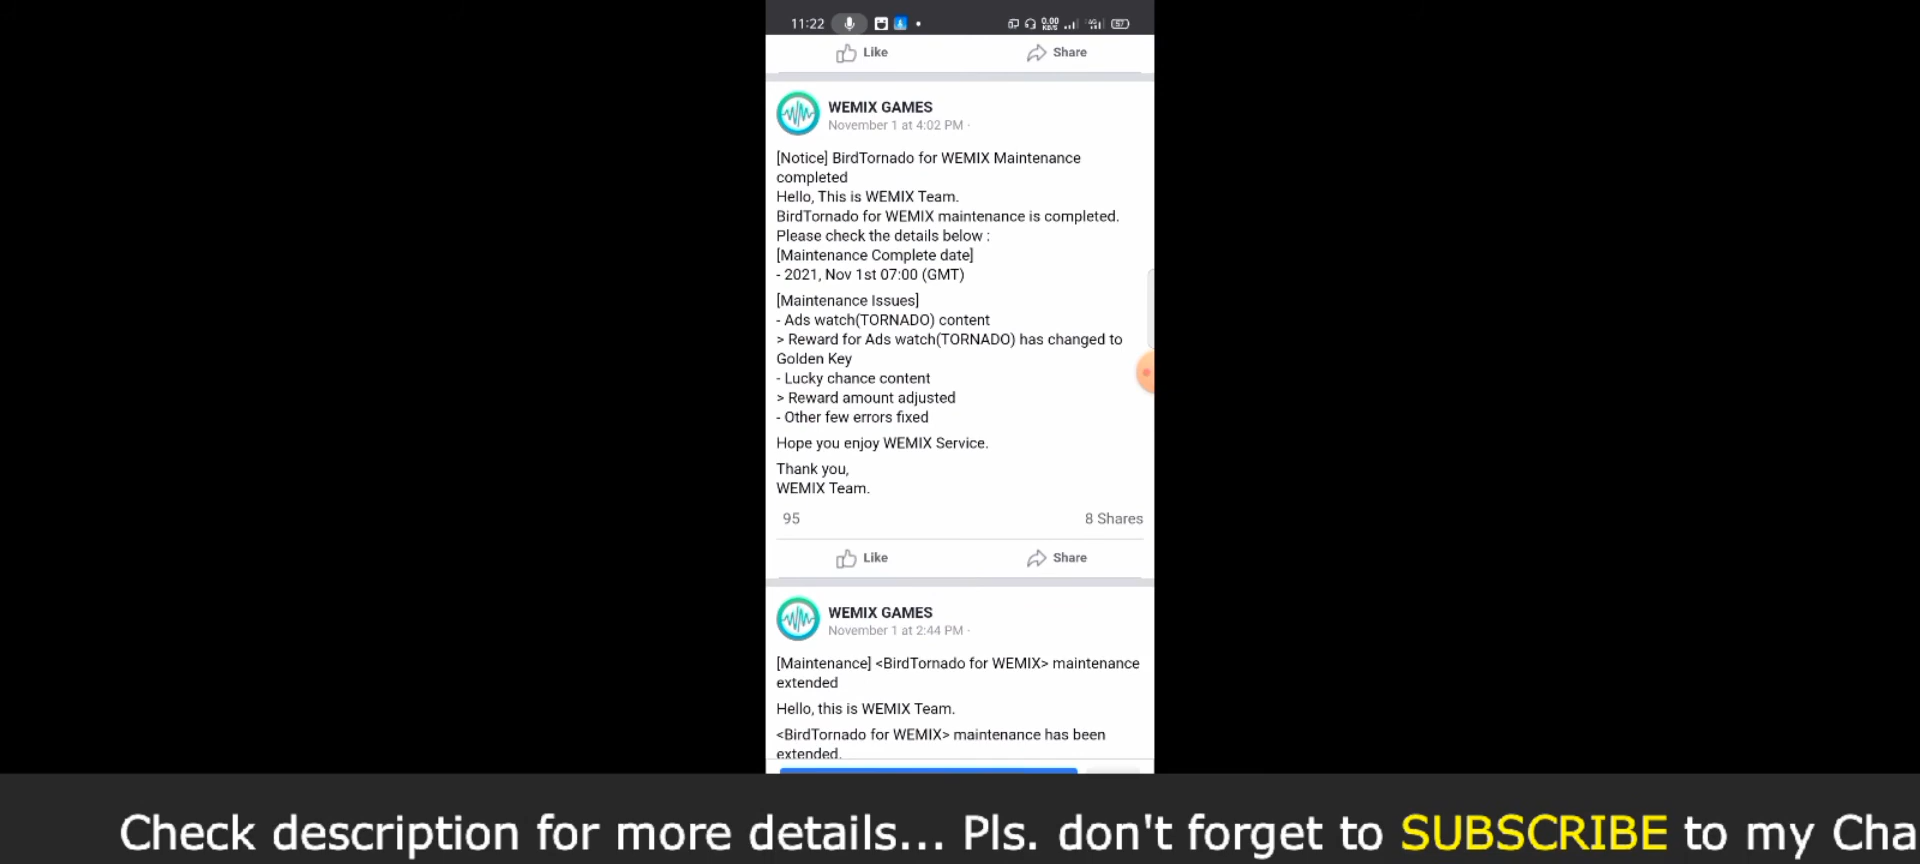 11:22 0.00 KB/S 4G 57
Like Share
WEMIX GAMES
November 1 at 4:02 PM ·
[Notice] BirdTornado for WEMIX Maintenance
completed
Hello, This is WEMIX Team.
BirdTornado for WEMIX maintenance is completed.
Please check the details below :
[Maintenance Complete date]
- 2021, Nov 1st 07:00 (GMT)
[Maintenance Issues]
- Ads watch(TORNADO) content
> Reward for Ads watch(TORNADO) has changed to
Golden Key
- Lucky chance content
> Reward amount adjusted
- Other few errors fixed
Hope you enjoy WEMIX Service.
Thank you,
WEMIX Team.
95 8 Shares
Like Share
WEMIX GAMES
November 1 at 2:44 PM ·
[Maintenance] <BirdTornado for WEMIX> maintenance
extended
Hello, this is WEMIX Team.
<BirdTornado for WEMIX> maintenance has been
extended.
Check description for more details... Pls. don't forget to SUBSCRIBE to my Cha